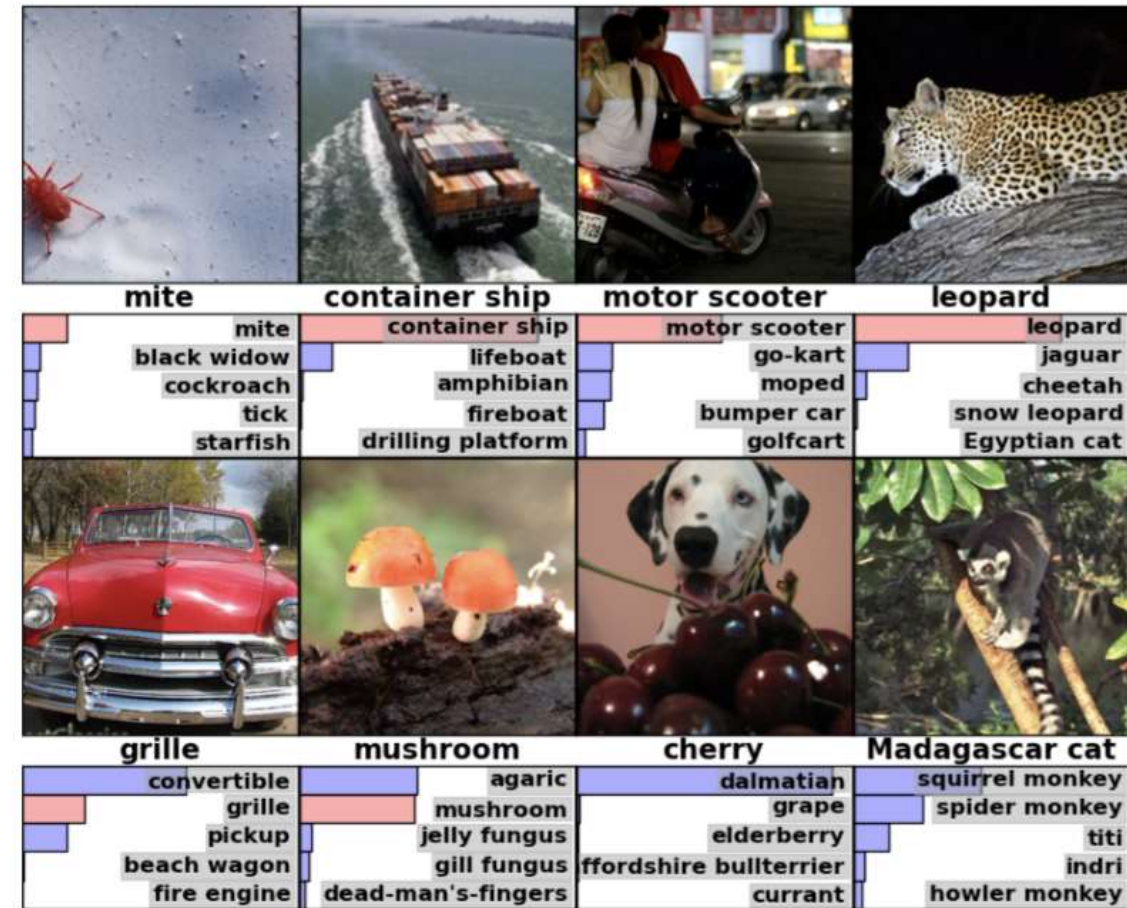 mite
container ship
motor scooter
leopard
mite
black widow
cockroach
tick
starfish
container ship
lifeboat
amphibian
fireboat
drilling platform
motor scooter
go-kart
moped
bumper car
golfcart
leopard
jaguar
cheetah
snow leopard
Egyptian cat
grille
mushroom
cherry
Madagascar cat
convertible
grille
pickup
beach wagon
fire engine
agaric
mushroom
jelly fungus
gill fungus
dead-man's-fingers
dalmatian
grape
elderberry
ffordshire bullterrier
currant
squirrel monkey
spider monkey
titi
indri
howler monkey